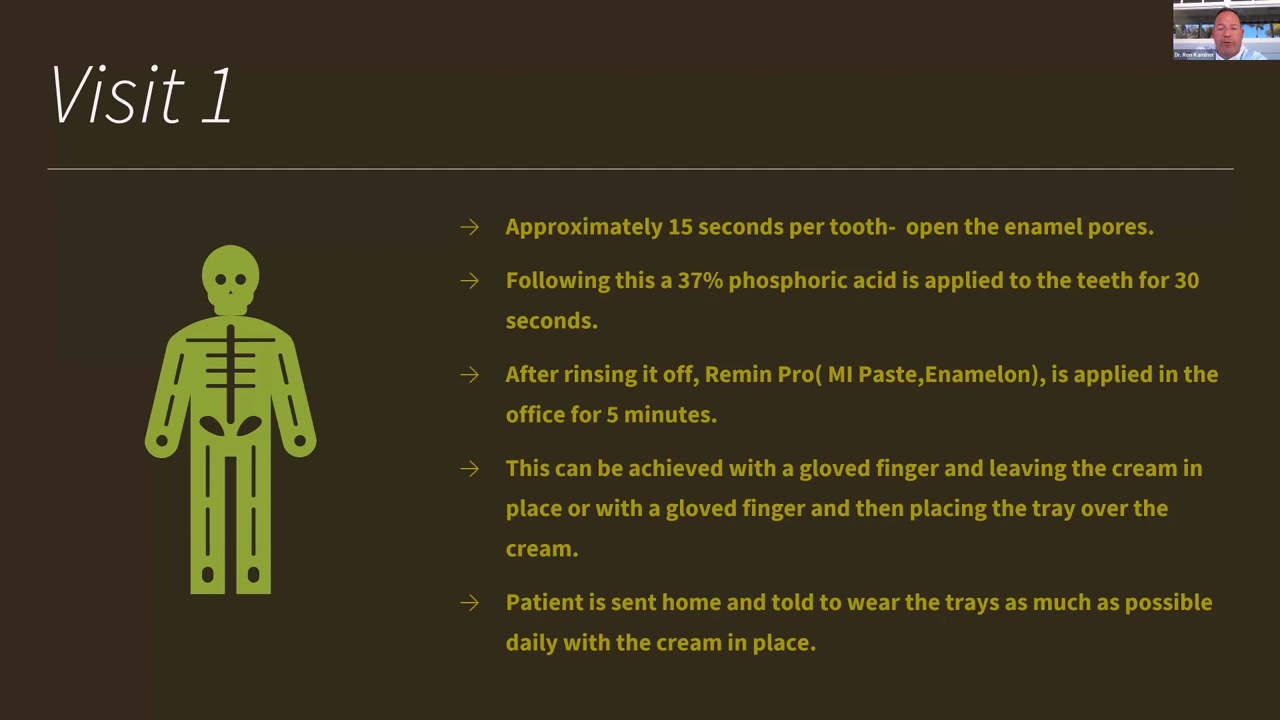 Dr. Ron Kaminer
Visit 1
→ Approximately 15 seconds per tooth-  open the enamel pores.
→ Following this a 37% phosphoric acid is applied to the teeth for 30
seconds.
→ After rinsing it off, Remin Pro( MI Paste,Enamelon), is applied in the
office for 5 minutes.
→ This can be achieved with a gloved finger and leaving the cream in
place or with a gloved finger and then placing the tray over the
cream.
→ Patient is sent home and told to wear the trays as much as possible
daily with the cream in place.